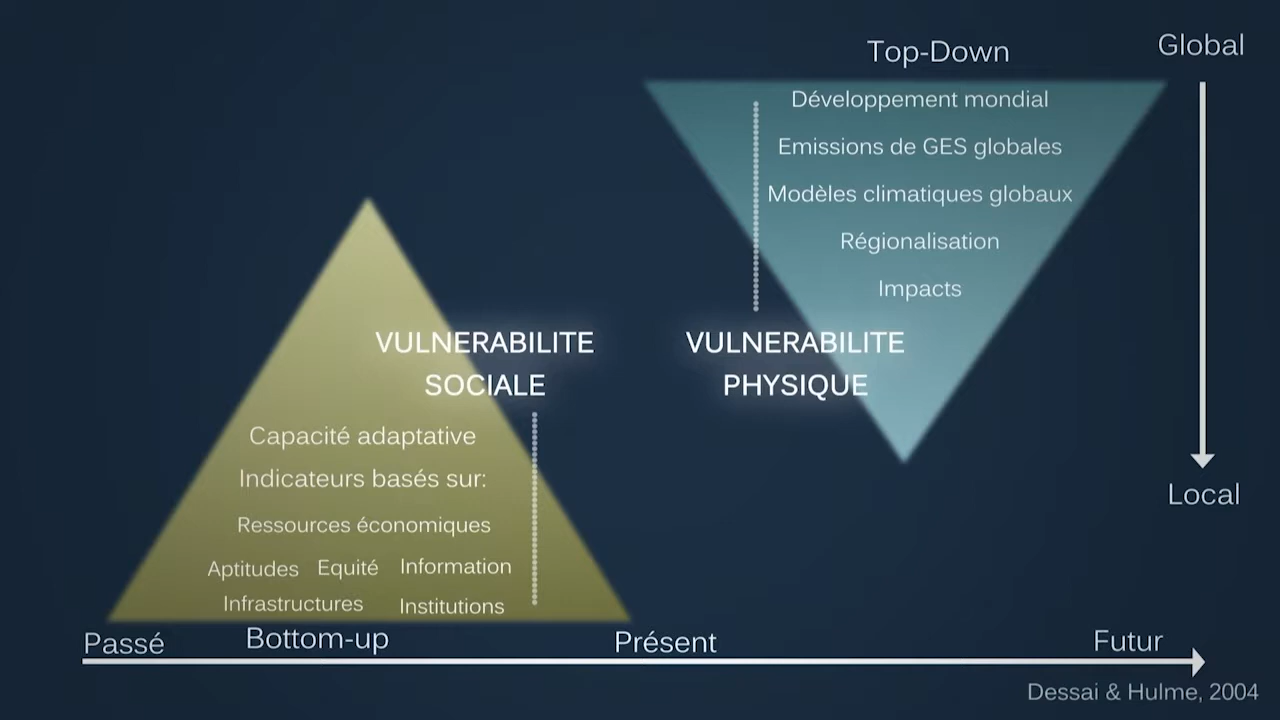 Top-Down
Global
Développement mondial
Emissions de GES globales
Modèles climatiques globaux
Régionalisation
Impacts
VULNERABILITE
SOCIALE
VULNERABILITE
PHYSIQUE
Capacité adaptative
Indicateurs basés sur:
Ressources économiques
Aptitudes Equité Information
Infrastructures Institutions
Local
Passé
Bottom-up
Présent
Futur
Dessai & Hulme, 2004